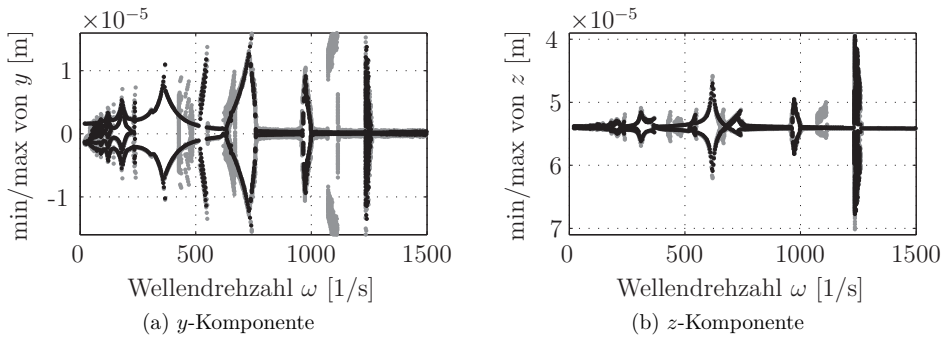 ×10⁻⁵
min/max von y [m]
1
0
-1
0
500
1000
1500
Wellendrehzahl ω [1/s]
(a) y-Komponente
×10⁻⁵
min/max von z [m]
4
5
6
7
0
500
1000
1500
Wellendrehzahl ω [1/s]
(b) z-Komponente